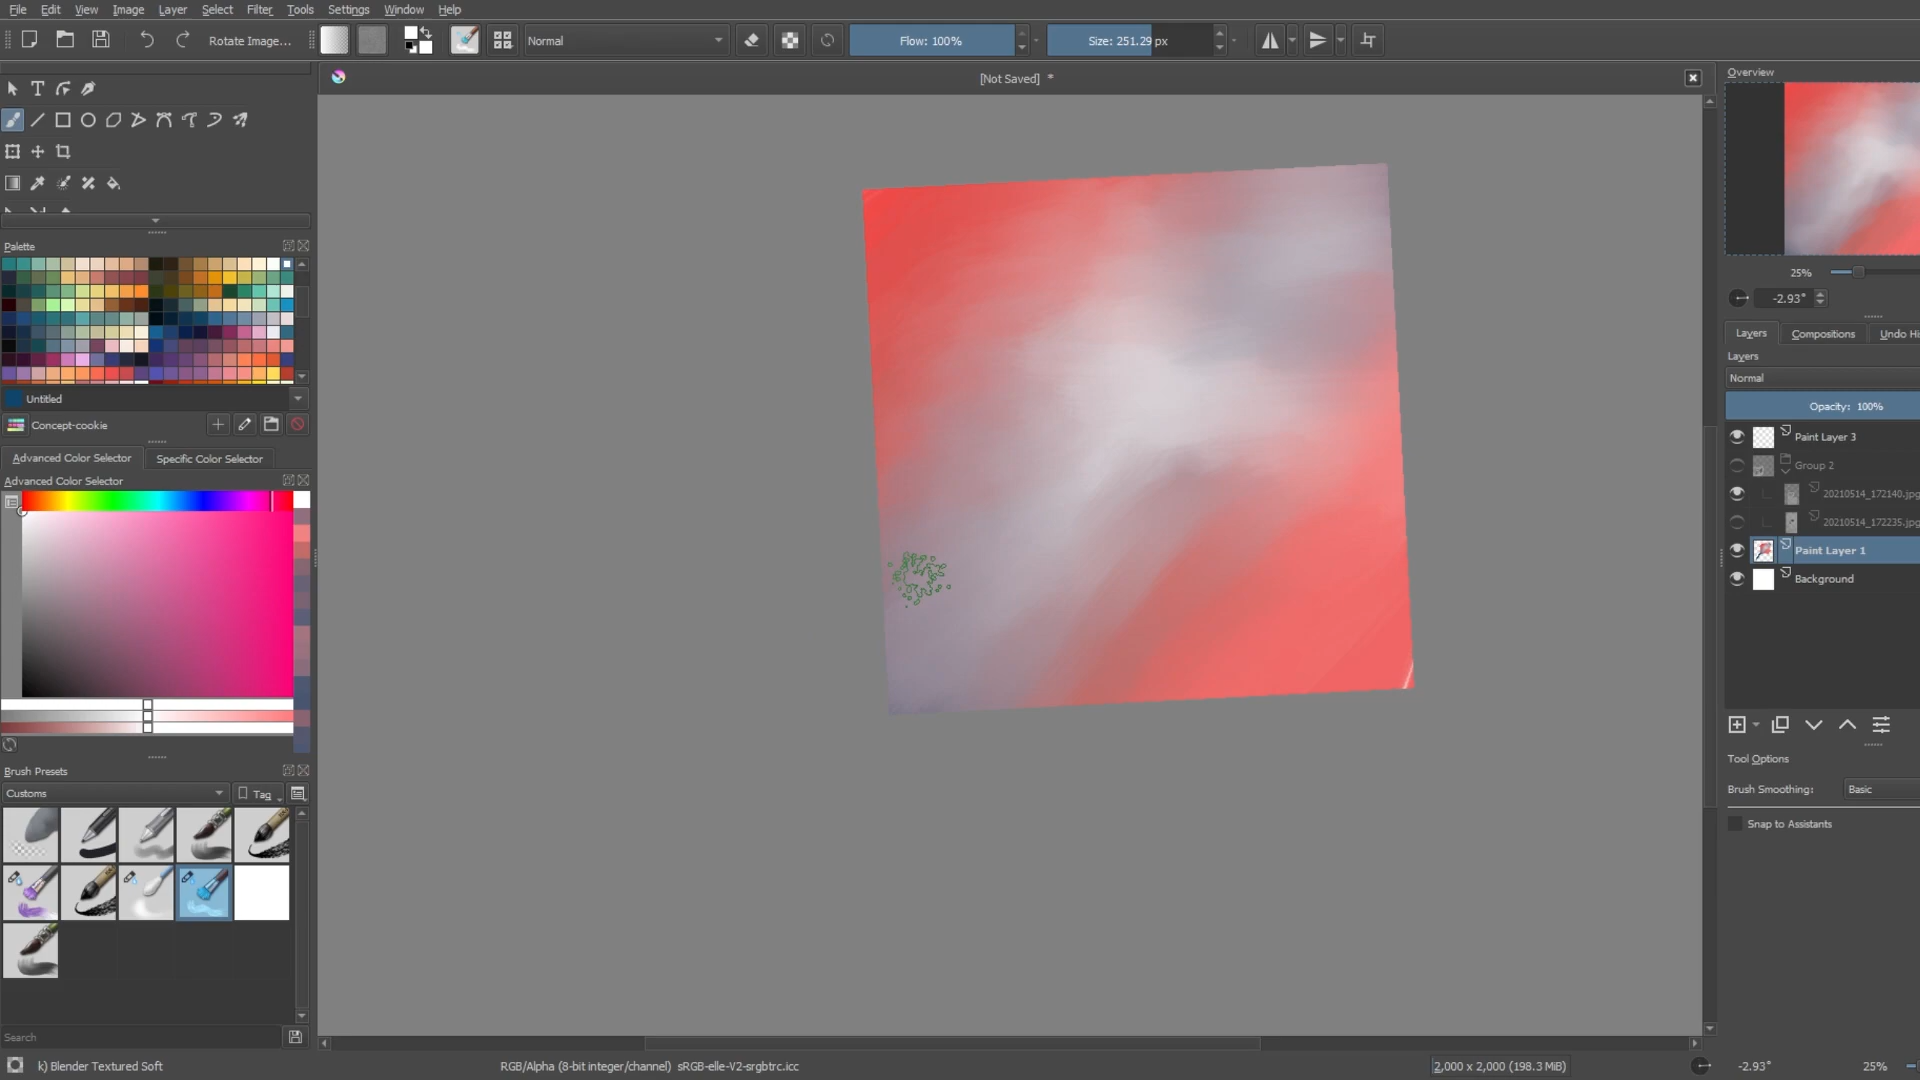 File Edit View Image Layer Select Filter Tools Settings Window Help
Rotate Image...
Normal
Flow: 100%
Size: 251.29 px
[Not Saved] *
Overview
25%
-2.93°
Palette
Untitled
Concept-cookie
Advanced Color Selector
Specific Color Selector
Advanced Color Selector
Brush Presets
Customs
Tag
Search
Layers
Compositions
Undo Hi
Layers
Normal
Opacity: 100%
Paint Layer 3
Group 2
20210514_172140.jpg
20210514_172235.jpg
Paint Layer 1
Background
Tool Options
Brush Smoothing: Basic
Snap to Assistants
k) Blender Textured Soft
RGB/Alpha (8-bit integer/channel) sRGB-elle-V2-srgbtrc.icc
2,000 x 2,000 (198.3 MiB)
-2.93°
25%